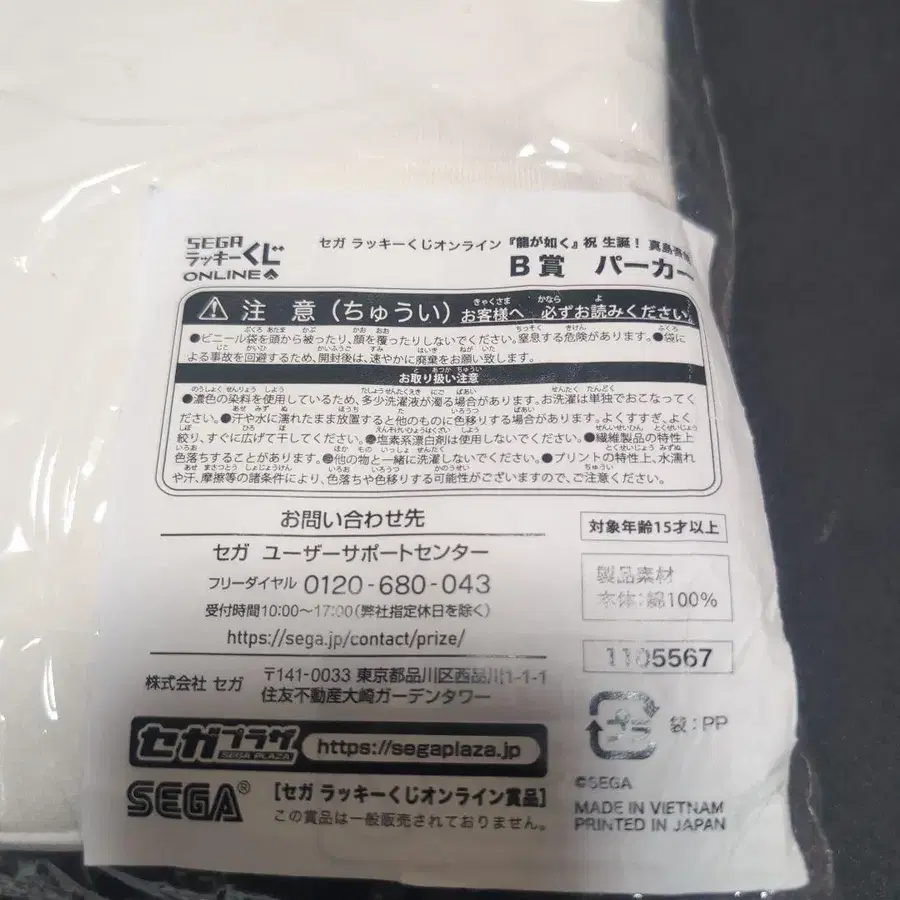 SEGA
ラッキーくじ
ONLINE
セガ ラッキーくじオンライン『龍が如く』祝 生誕！ 真島
B賞 パーカー
注 意（ちゅうい）お客様へ 必ずお読みください。
●ビニール袋を頭から被ったり、顔を覆ったりしないでください。窒息する危険があります。●袋に
よる事故を回避するため、開封後は、速やかに廃棄をお願い致します。
お取り扱い注意
●濃色の染料を使用しているため、多少洗濯液が濁る場合があります。お洗濯は単独でおこなってく
ださい。●汗や水に濡れたまま放置すると他のものに色移りする場合があります。よくすすぎ、よく
絞り、すぐに広げて干してください。●塩素系漂白剤は使用しないでください。●繊維製品の特性上
色落ちすることがあります。●他の物と一緒に洗濯しないでください。●プリントの特性上、水濡れ
や汗、摩擦等の諸条件により、色落ちや色移りする可能性がございますので、ご注意ください。
お問い合わせ先
セガ ユーザーサポートセンター
フリーダイヤル 0120-680-043
受付時間10:00～17:00（弊社指定休日を除く）
https://sega.jp/contact/prize/
対象年齢15才以上
製品素材
本体：綿100%
1105567
株式会社 セガ
〒141-0033 東京都品川区西品川1-1-1
住友不動産大崎ガーデンタワー
袋：PP
セガプラザ
SEGA PLAZA
https://segaplaza.jp
SEGA®
［セガ ラッキーくじオンライン賞品］
この賞品は一般販売されておりません。
©SEGA
MADE IN VIETNAM
PRINTED IN JAPAN